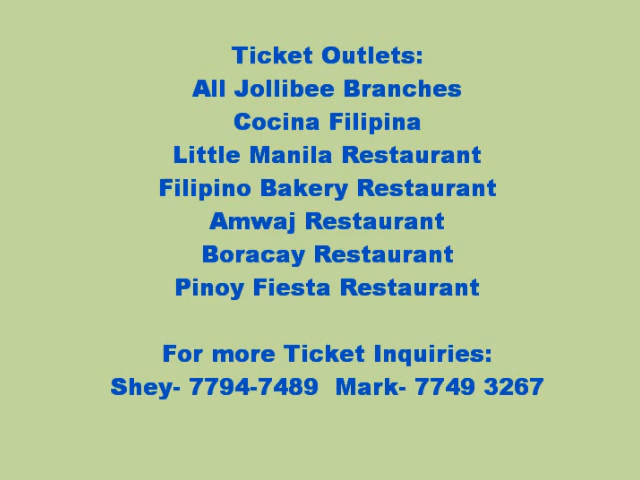 Ticket Outlets:
All Jollibee Branches
Cocina Filipina
Little Manila Restaurant
Filipino Bakery Restaurant
Amwaj Restaurant
Boracay Restaurant
Pinoy Fiesta Restaurant
For more Ticket Inquiries:
Shey- 7794-7489  Mark- 7749 3267